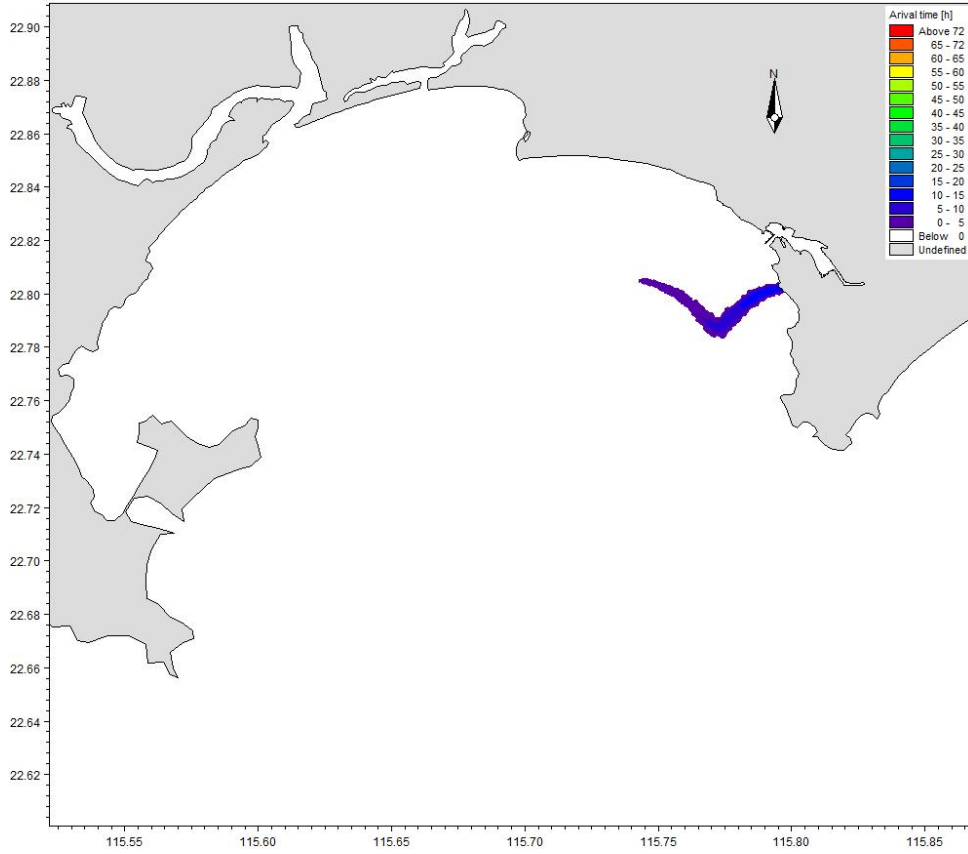 Arival time [h]
Above 72
65 - 72
60 - 65
55 - 60
50 - 55
45 - 50
40 - 45
35 - 40
30 - 35
25 - 30
20 - 25
15 - 20
10 - 15
5 - 10
0 - 5
Below 0
Undefined
N
22.90
22.88
22.86
22.84
22.82
22.80
22.78
22.76
22.74
22.72
22.70
22.68
22.66
22.64
22.62
115.55 115.60 115.65 115.70 115.75 115.80 115.85